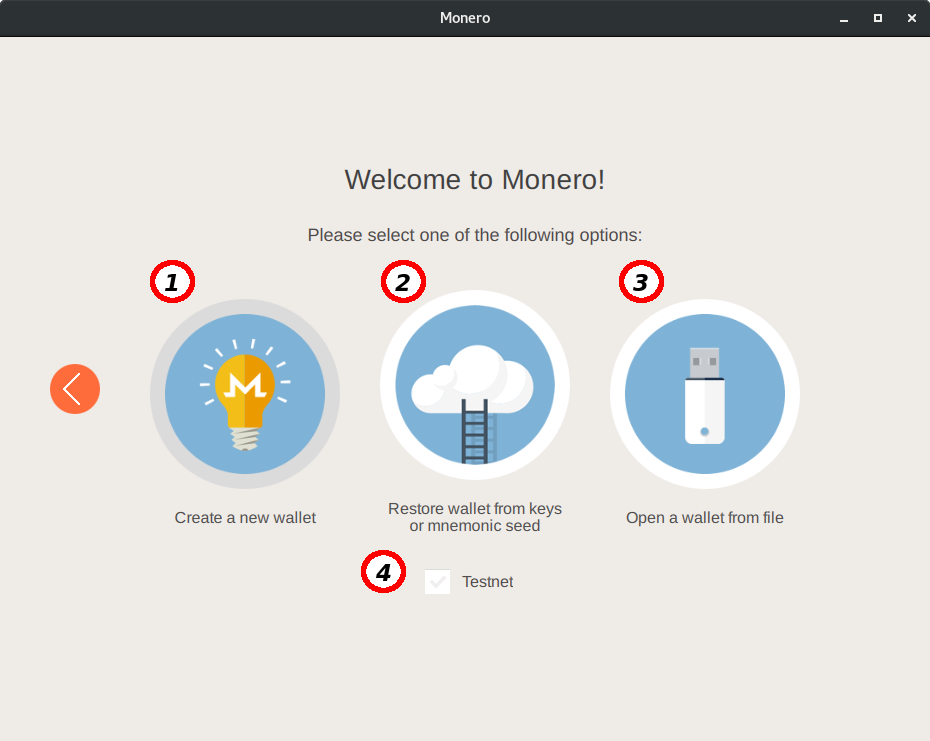 Monero
Welcome to Monero!
Please select one of the following options:
1
2
3
Create a new wallet
Restore wallet from keys
or mnemonic seed
Open a wallet from file
4
Testnet